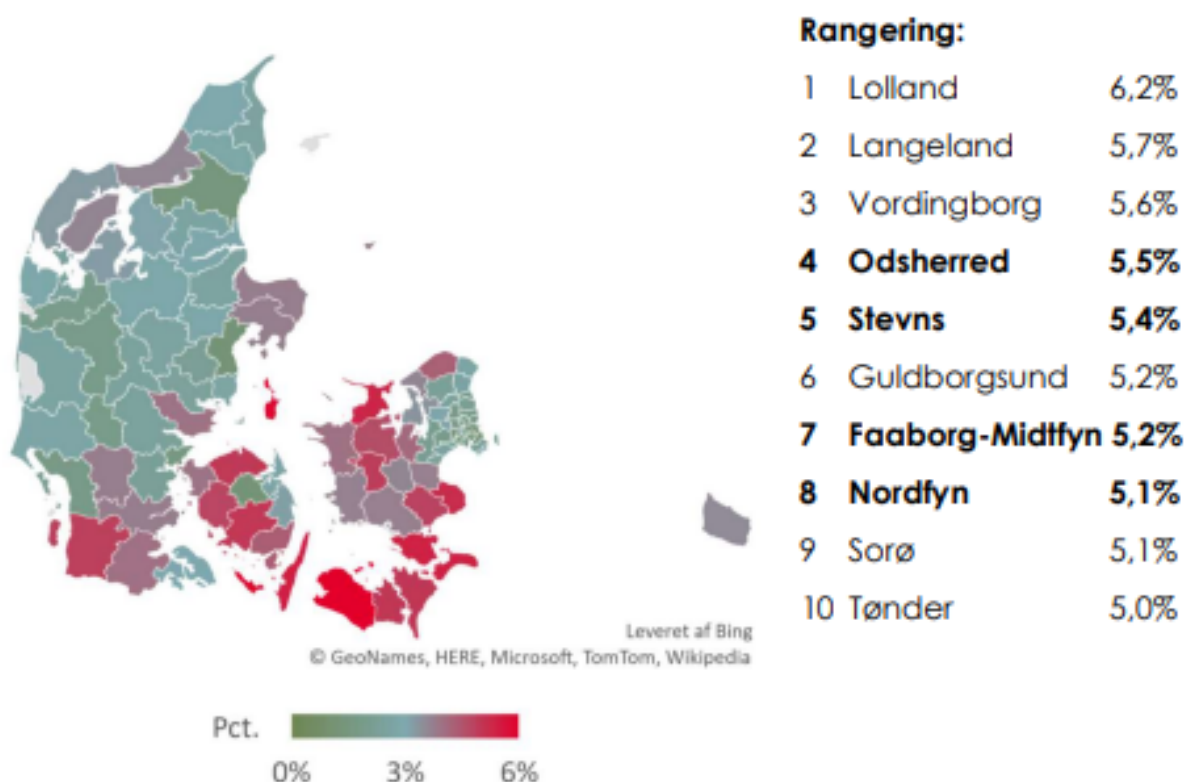 Rangering:
1 Lolland 6,2%
2 Langeland 5,7%
3 Vordingborg 5,6%
4 Odsherred 5,5%
5 Stevns 5,4%
6 Guldborgsund 5,2%
7 Faaborg-Midtfyn 5,2%
8 Nordfyn 5,1%
9 Sorø 5,1%
10 Tønder 5,0%
Leveret af Bing
© GeoNames, HERE, Microsoft, TomTom, Wikipedia
Pct.
0% 3% 6%